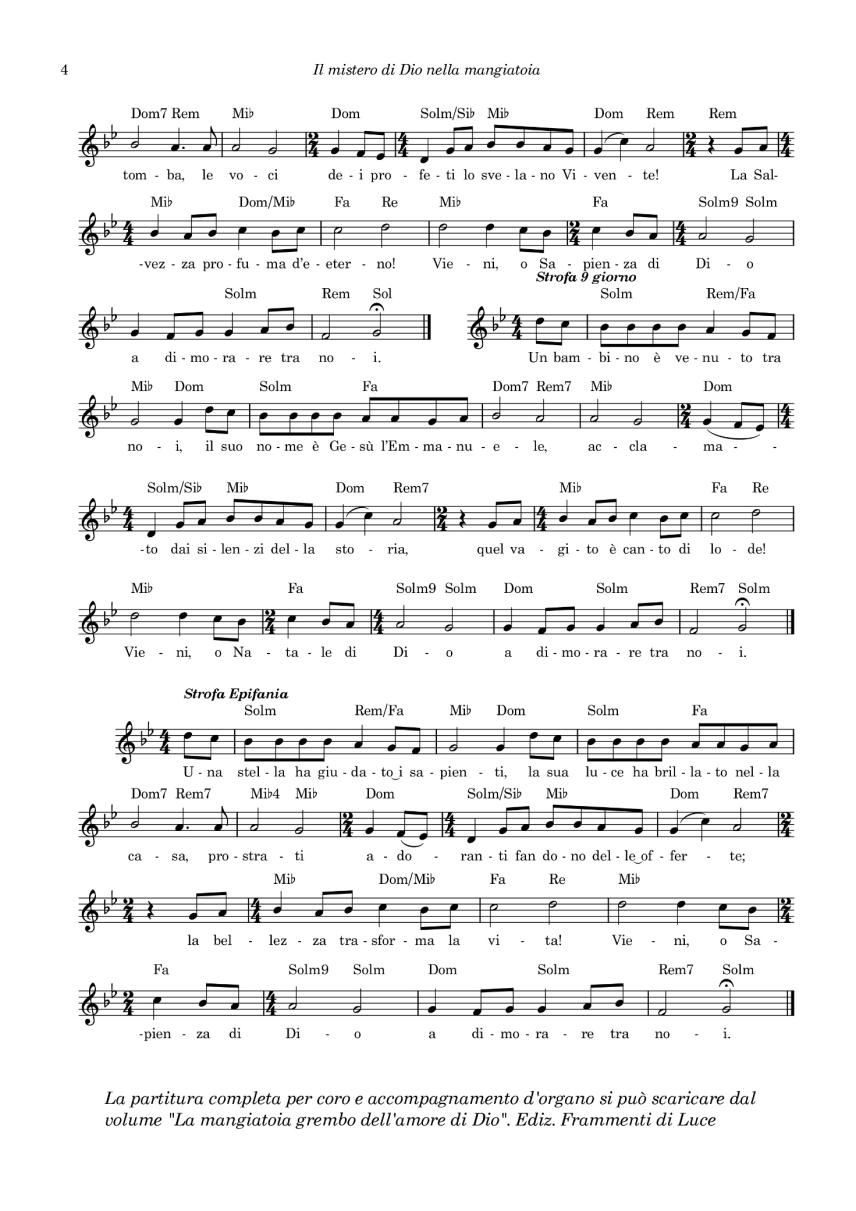 4
Il mistero di Dio nella mangiatoia
Dom7 Rem Mi♭ Dom Solm/Si♭ Mi♭ Dom Rem Rem
tom - ba, le vo - ci de - i pro - fe - ti lo sve - la - no Vi - ven - te! La Sal-
Mi♭ Dom/Mi♭ Fa Re Mi♭ Fa Solm9 Solm
-vez - za pro - fu - ma d'e - eter - no! Vie - ni, o Sa - pien - za di Di - o
Strofa 9 giorno
Solm Rem Sol Solm Rem/Fa
a di - mo - ra - re tra no - i. Un bam - bi - no è ve - nu - to tra
Mi♭ Dom Solm Fa Dom7 Rem7 Mi♭ Dom
no - i, il suo no - me è Ge - sù l'Em - ma - nu - e - le, ac - cla - ma - -
Solm/Si♭ Mi♭ Dom Rem7 Mi♭ Fa Re
-to dai si - len - zi del - la sto - ria, quel va - gi - to è can - to di lo - de!
Mi♭ Fa Solm9 Solm Dom Solm Rem7 Solm
Vie - ni, o Na - ta - le di Di - o a di - mo - ra - re tra no - i.
Strofa Epifania
Solm Rem/Fa Mi♭ Dom Solm Fa
U - na stel - la ha giu - da - to‿i sa - pien - ti, la sua lu - ce ha bril - la - to nel - la
Dom7 Rem7 Mi♭4 Mi♭ Dom Solm/Si♭ Mi♭ Dom Rem7
ca - sa, pro - stra - ti a - do - ran - ti fan do - no del - le‿of - fer - te;
Mi♭ Dom/Mi♭ Fa Re Mi♭
la bel - lez - za tra - sfor - ma la vi - ta! Vie - ni, o Sa -
Fa Solm9 Solm Dom Solm Rem7 Solm
-pien - za di Di - o a di - mo - ra - re tra no - i.
La partitura completa per coro e accompagnamento d'organo si può scaricare dal
volume "La mangiatoia grembo dell'amore di Dio". Ediz. Frammenti di Luce